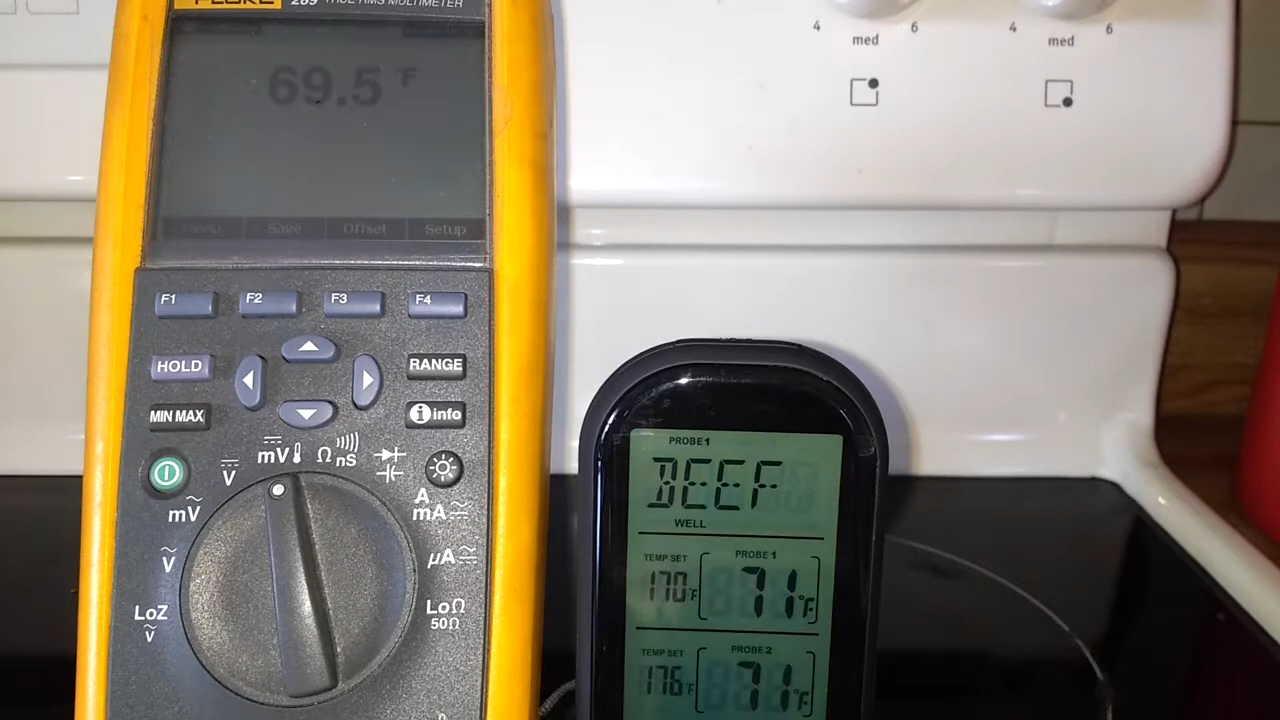 FLUKE 289 TRUE RMS MULTIMETER
69.5 °F
Save Offset Setup
F1 F2 F3 F4
HOLD
RANGE
MIN MAX
info
mV
Ω
nS
V
mV
A
mA
V
µA
LoZ
V
LoΩ
50Ω
4 med 6
4 med 6
PROBE1
BEEF
WELL
TEMP SET PROBE 1
170°F 71°F
TEMP SET PROBE 2
176°F 71°F